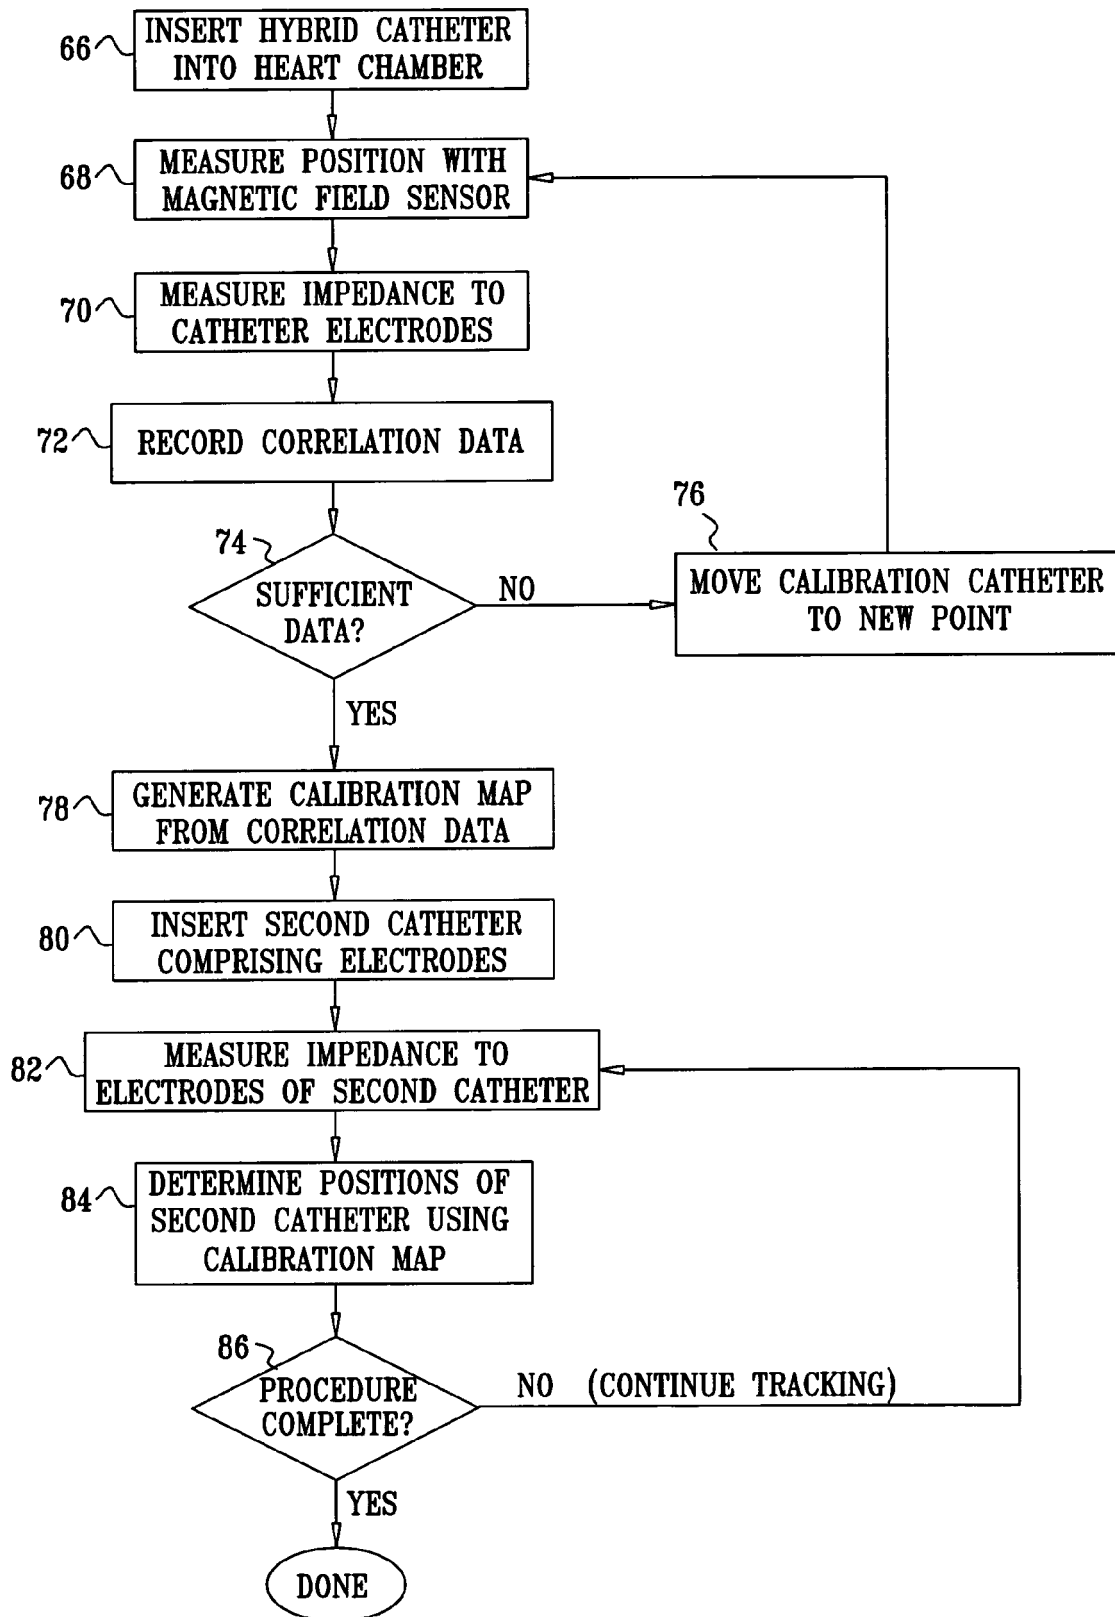 66
INSERT HYBRID CATHETER
INTO HEART CHAMBER
68
MEASURE POSITION WITH
MAGNETIC FIELD SENSOR
70
MEASURE IMPEDANCE TO
CATHETER ELECTRODES
72
RECORD CORRELATION DATA
74
SUFFICIENT
DATA?
NO
76
MOVE CALIBRATION CATHETER
TO NEW POINT
YES
78
GENERATE CALIBRATION MAP
FROM CORRELATION DATA
80
INSERT SECOND CATHETER
COMPRISING ELECTRODES
82
MEASURE IMPEDANCE TO
ELECTRODES OF SECOND CATHETER
84
DETERMINE POSITIONS OF
SECOND CATHETER USING
CALIBRATION MAP
86
PROCEDURE
COMPLETE?
NO (CONTINUE TRACKING)
YES
DONE